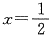 x = 1/2